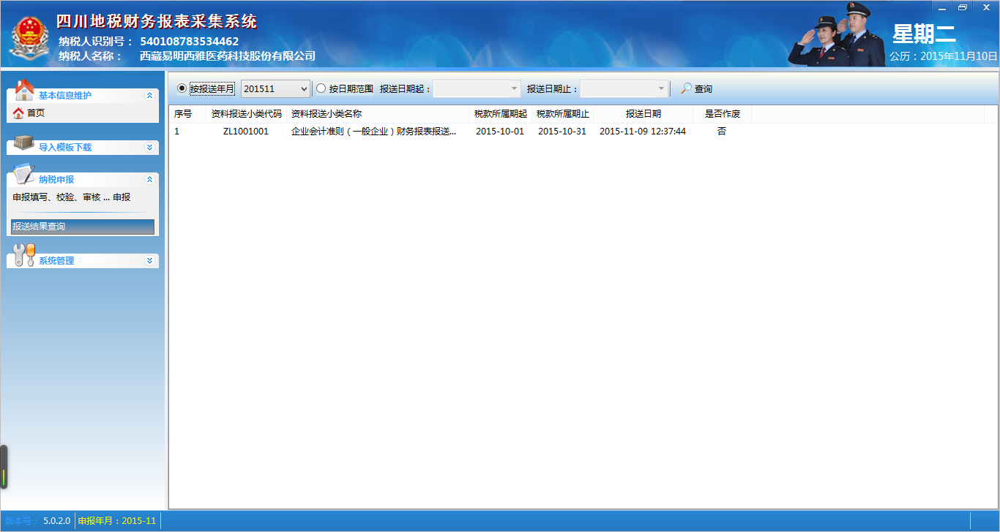 四川地税财务报表采集系统
纳税人识别号： 540108783534462
纳税人名称： 西藏易明西雅医药科技股份有限公司
星期二
公历：2015年11月10日
基本信息维护
首页
导入模板下载
纳税申报
申报填写、校验、审核 ... 申报
报送结果查询
系统管理
按报送年月 201511 按日期范围 报送日期起： 报送日期止： 查询
序号 资料报送小类代码 资料报送小类名称 税款所属期起 税款所属期止 报送日期 是否作废
1 ZL1001001 企业会计准则（一般企业）财务报表报送... 2015-10-01 2015-10-31 2015-11-09 12:37:44 否
版本号： 5.0.2.0 申报年月：2015-11